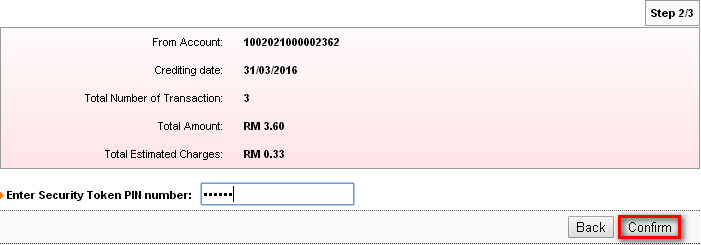 Step 2/3
From Account: 1002021000002362
Crediting date: 31/03/2016
Total Number of Transaction: 3
Total Amount: RM 3.60
Total Estimated Charges: RM 0.33
Enter Security Token PIN number: ••••••
Back Confirm